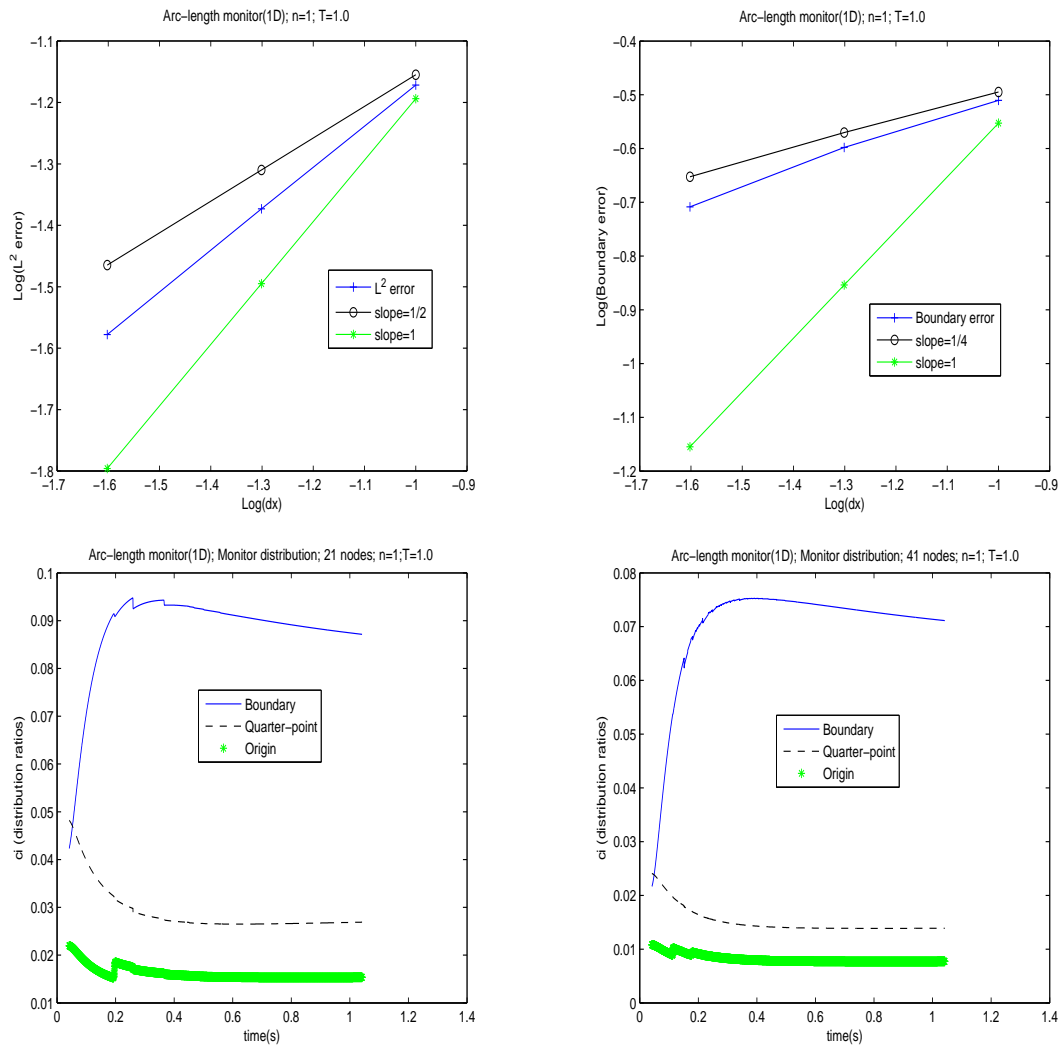 Arc-length monitor(1D); n=1; T=1.0
-1.1
-1.2
-1.3
-1.4
-1.5
-1.6
-1.7
-1.8
Log(L² error)
L² error
slope=1/2
slope=1
-1.7 -1.6 -1.5 -1.4 -1.3 -1.2 -1.1 -1 -0.9
Log(dx)
Arc-length monitor(1D); n=1; T=1.0
-0.4
-0.5
-0.6
-0.7
-0.8
-0.9
-1
-1.1
-1.2
Log(Boundary error)
Boundary error
slope=1/4
slope=1
-1.7 -1.6 -1.5 -1.4 -1.3 -1.2 -1.1 -1 -0.9
Log(dx)
Arc-length monitor(1D); Monitor distribution; 21 nodes; n=1;T=1.0
0.1
0.09
0.08
0.07
0.06
0.05
0.04
0.03
0.02
0.01
ci (distribution ratios)
Boundary
Quarter-point
Origin
0 0.2 0.4 0.6 0.8 1 1.2 1.4
time(s)
Arc-length monitor(1D); Monitor distribution; 41 nodes; n=1; T=1.0
0.08
0.07
0.06
0.05
0.04
0.03
0.02
0.01
0
ci (distribution ratios)
Boundary
Quarter-point
Origin
0 0.2 0.4 0.6 0.8 1 1.2 1.4
time(s)